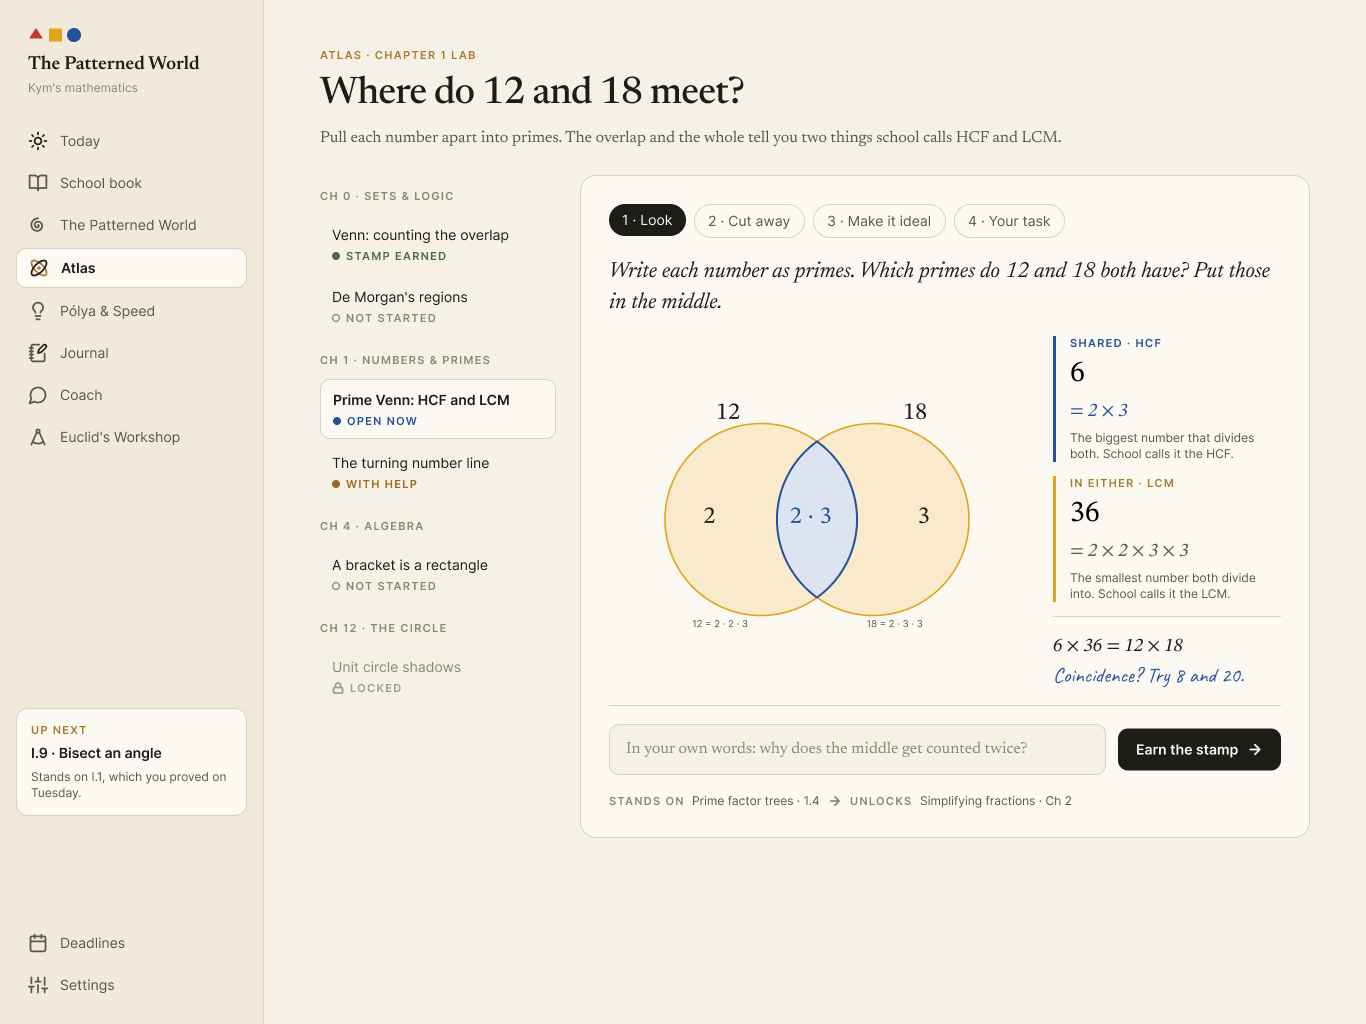 The Patterned World
Kym's mathematics
Today
School book
The Patterned World
Atlas
Pólya & Speed
Journal
Coach
Euclid's Workshop
UP NEXT
I.9 · Bisect an angle
Stands on I.1, which you proved on
Tuesday.
Deadlines
Settings
ATLAS · CHAPTER 1 LAB
Where do 12 and 18 meet?
Pull each number apart into primes. The overlap and the whole tell you two things school calls HCF and LCM.
CH 0 · SETS & LOGIC
Venn: counting the overlap
STAMP EARNED
De Morgan's regions
NOT STARTED
CH 1 · NUMBERS & PRIMES
Prime Venn: HCF and LCM
OPEN NOW
The turning number line
WITH HELP
CH 4 · ALGEBRA
A bracket is a rectangle
NOT STARTED
CH 12 · THE CIRCLE
Unit circle shadows
LOCKED
1 · Look
2 · Cut away
3 · Make it ideal
4 · Your task
Write each number as primes. Which primes do 12 and 18 both have? Put those
in the middle.
12
18
2
2 · 3
3
12 = 2 · 2 · 3
18 = 2 · 3 · 3
SHARED · HCF
6
= 2 × 3
The biggest number that divides
both. School calls it the HCF.
IN EITHER · LCM
36
= 2 × 2 × 3 × 3
The smallest number both divide
into. School calls it the LCM.
6 × 36 = 12 × 18
Coincidence? Try 8 and 20.
In your own words: why does the middle get counted twice?
Earn the stamp →
STANDS ON Prime factor trees · 1.4 → UNLOCKS Simplifying fractions · Ch 2